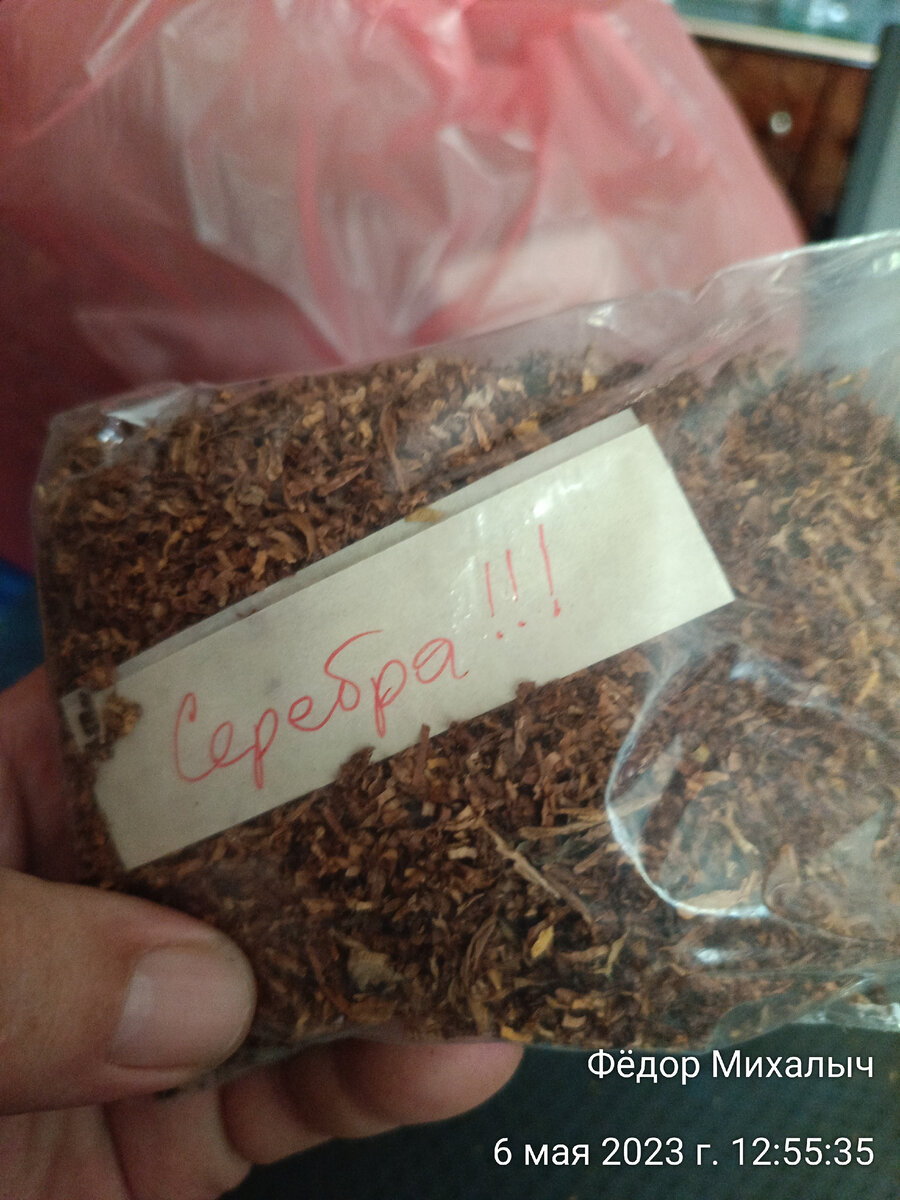 Серебра!!!
Фёдор Михалыч
6 мая 2023 г. 12:55:35